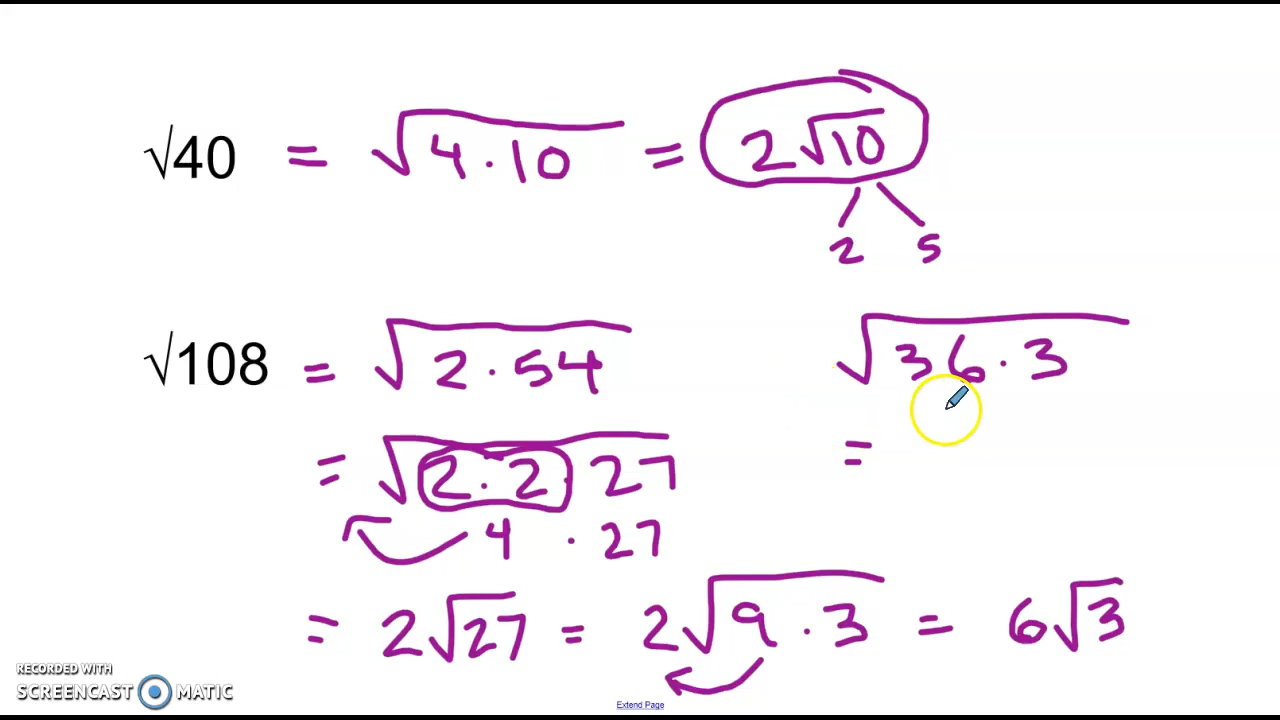 √40 = √4·10 = 2√10
2 5
√108 = √2·54
√36·3
= √2·2·27
=
4·27
= 2√27 = 2√9·3 = 6√3
RECORDED WITH
SCREENCAST MATIC
Extend Page